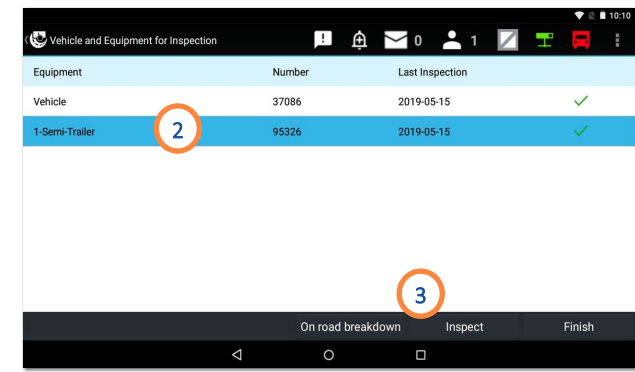 10:10
Vehicle and Equipment for Inspection 0 1
Equipment Number Last Inspection
Vehicle 37086 2019-05-15
1-Semi-Trailer 2 95326 2019-05-15
3
On road breakdown Inspect Finish